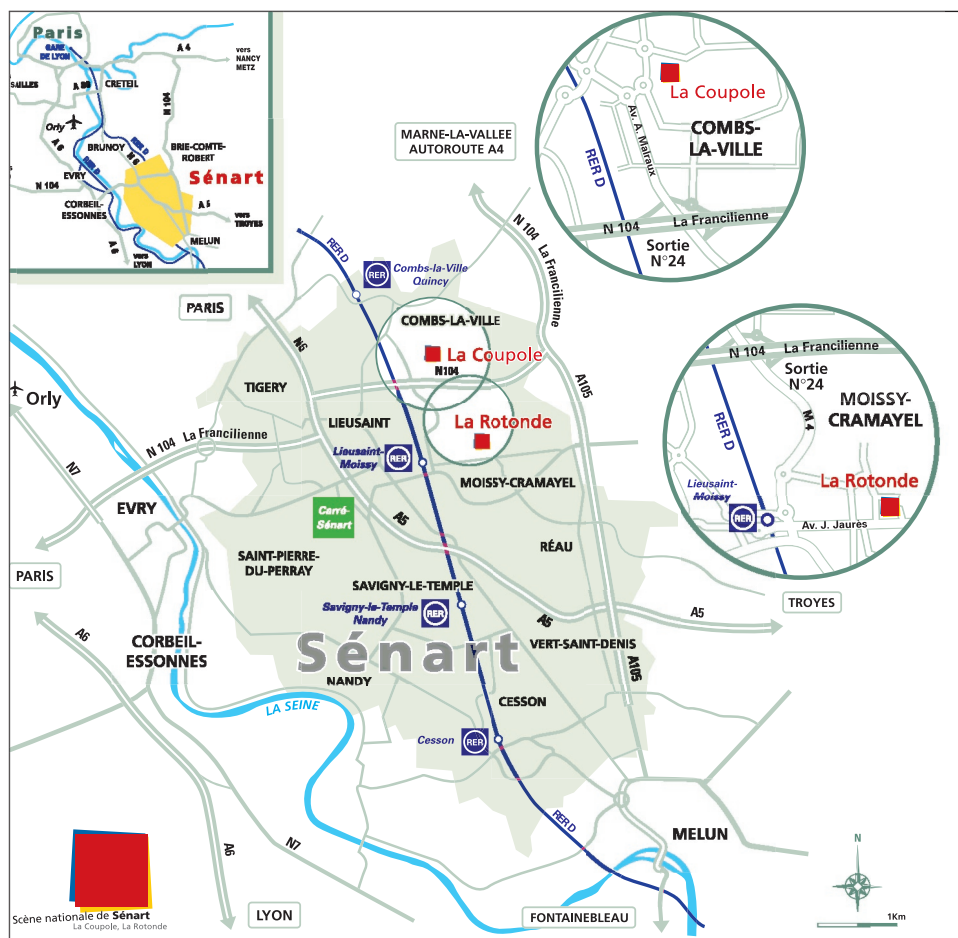 Paris
GARE
DE LYON
A 4
vers
NANCY
METZ
CRETEIL
N 104
Orly
A 6
BRUNOY
N 6
RER D
BRIE-COMTE-
ROBERT
EVRY
RER D
Sénart
N 104
CORBEIL-
ESSONNES
A 5
vers
TROYES
MELUN
A 6
vers
LYON
MARNE-LA-VALLEE
AUTOROUTE A4
La Coupole
Av. A. Malraux
COMBS-
LA-VILLE
RER D
N 104
La Francilienne
Sortie
N°24
N 104
La Francilienne
Sortie
N°24
MOISSY-
CRAMAYEL
RER D
M 4
La Rotonde
Lieusaint-
Moissy
RER
Av. J. Jaurès
RER D
RER
Combs-la-Ville
Quincy
N 104
La Francilienne
PARIS
N6
COMBS-LA-VILLE
La Coupole
N104
TIGERY
A105
Orly
LIEUSAINT
La Rotonde
N 104
La Francilienne
Lieusaint-
Moissy
RER
N7
MOISSY-CRAMAYEL
EVRY
Carré-
Sénart
A5
RÉAU
SAINT-PIERRE-
DU-PERRAY
PARIS
SAVIGNY-LE-TEMPLE
TROYES
Savigny-le-Temple
Nandy
RER
A5
A5
A6
CORBEIL-
ESSONNES
Sénart
VERT-SAINT-DENIS
A105
NANDY
CESSON
LA SEINE
Cesson
RER
RER D
MELUN
A6
N7
N
Scène nationale de Sénart
La Coupole, La Rotonde
LYON
FONTAINEBLEAU
1Km